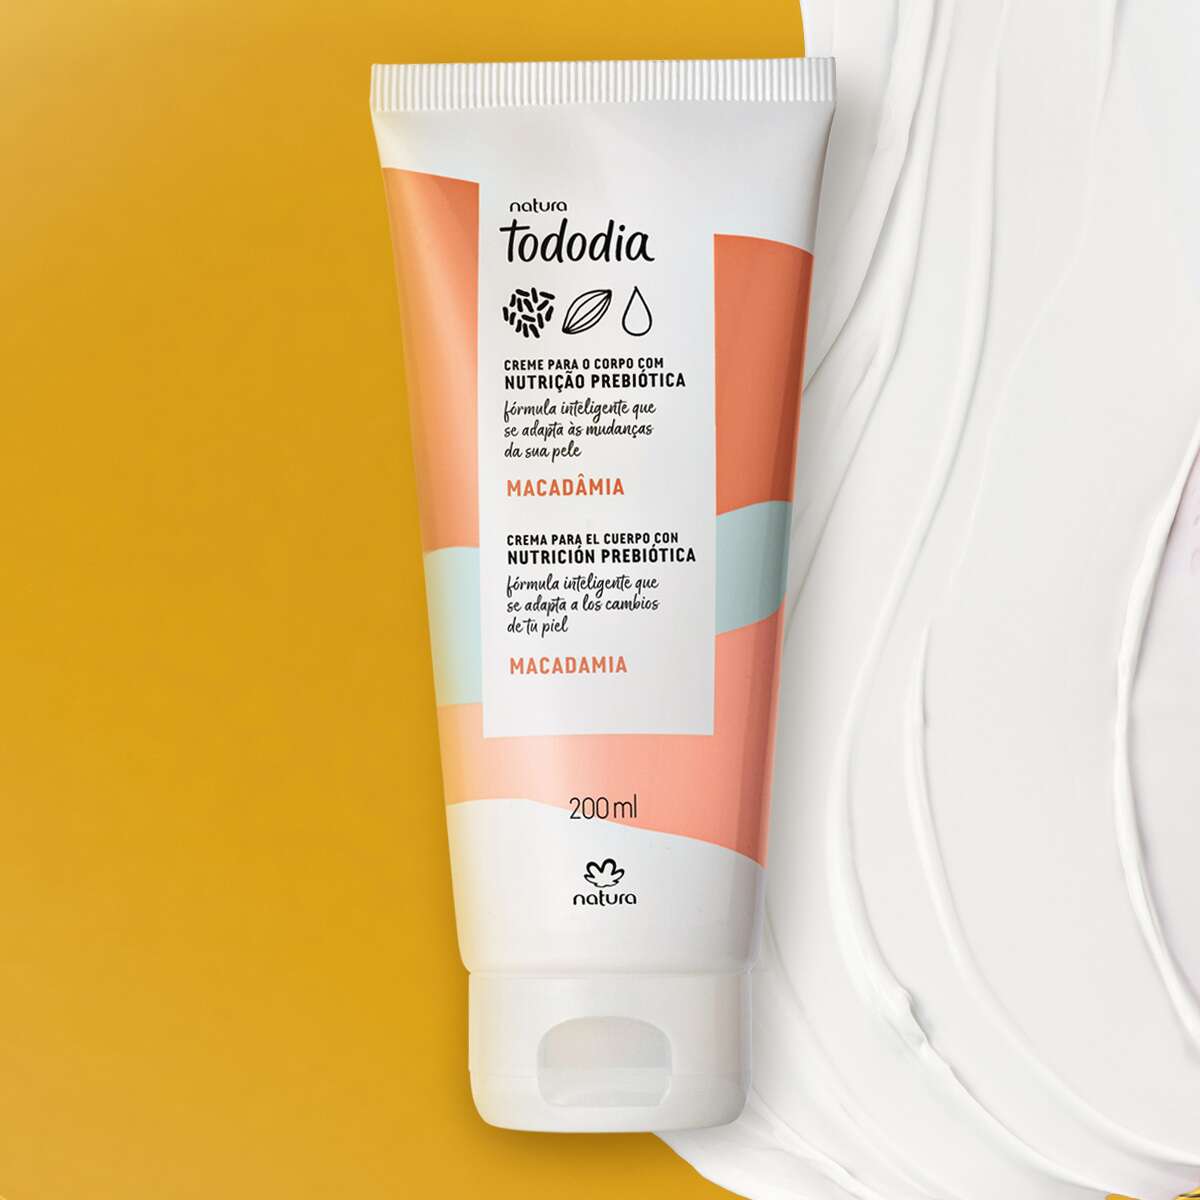 natura
tododia
CREME PARA O CORPO COM
NUTRIÇÃO PREBIÓTICA
fórmula inteligente que
se adapta às mudanças
da sua pele
MACADÂMIA
CREMA PARA EL CUERPO CON
NUTRICIÓN PREBIÓTICA
fórmula inteligente que
se adapta a los cambios
de tu piel
MACADAMIA
200 ml
natura